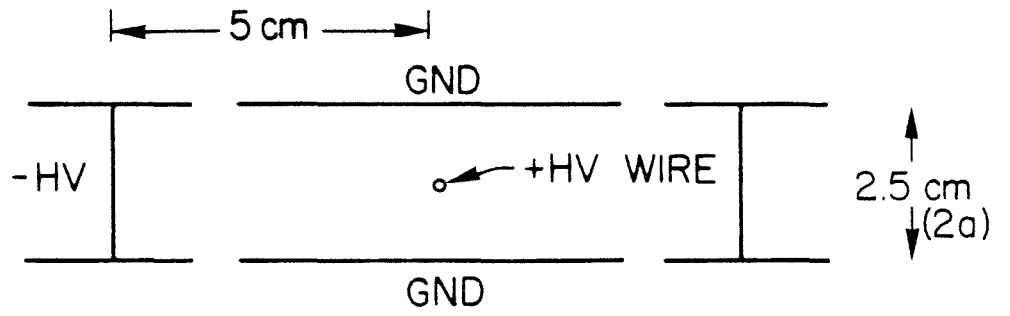 5 cm
GND
-HV
+HV WIRE
2.5 cm
(2a)
GND